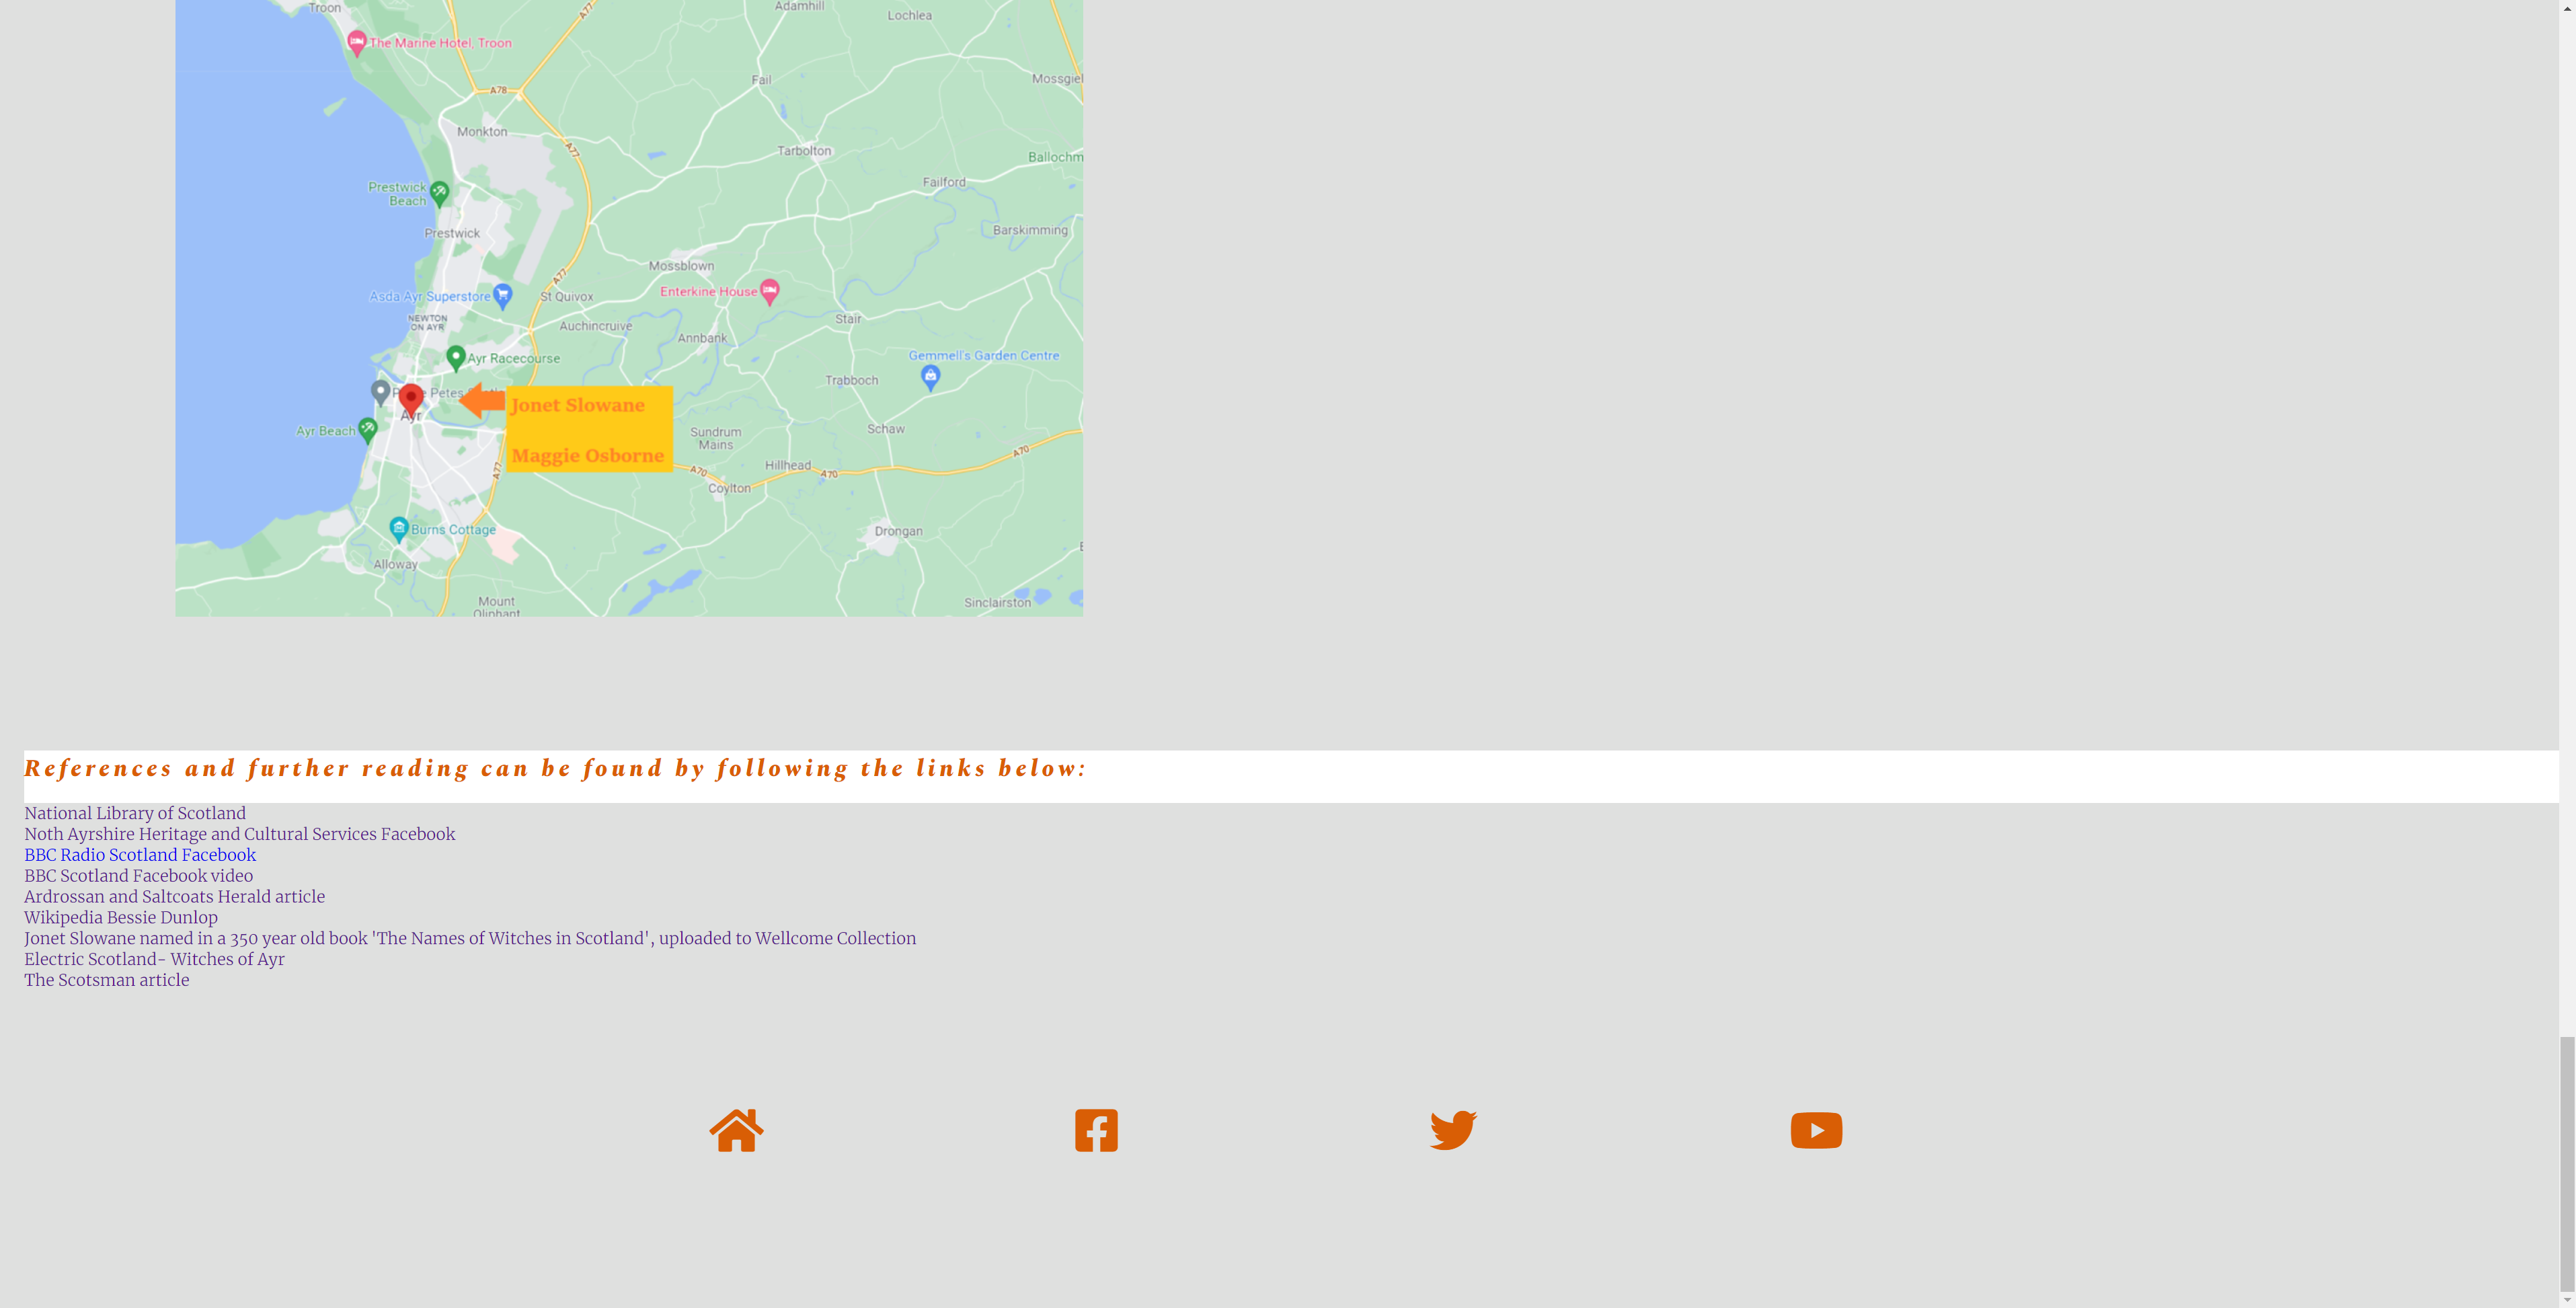 Troon
Adamhill
Lochlea
A77
The Marine Hotel, Troon
Fail
Mossgiel
A78
Monkton
A77
Tarbolton
Ballochm
Prestwick
Beach
Failford
Prestwick
Barskimming
Mossblown
A77
Enterkine House
Asda Ayr Superstore
St Quivox
NEWTON
ON AYR
Auchincruive
Stair
Annbank
Ayr Racecourse
Gemmell's Garden Centre
Trabboch
Petes
Jonet Slowane
Ayr
Ayr Beach
Schaw
Sundrum
Mains
Maggie Osborne
A70
Hillhead
A70
A70
A77
Coylton
Burns Cottage
Drongan
Alloway
Mount
Oliphant
Sinclairston
References and further reading can be found by following the links below:
National Library of Scotland
Noth Ayrshire Heritage and Cultural Services Facebook
BBC Radio Scotland Facebook
BBC Scotland Facebook video
Ardrossan and Saltcoats Herald article
Wikipedia Bessie Dunlop
Jonet Slowane named in a 350 year old book 'The Names of Witches in Scotland', uploaded to Wellcome Collection
Electric Scotland- Witches of Ayr
The Scotsman article